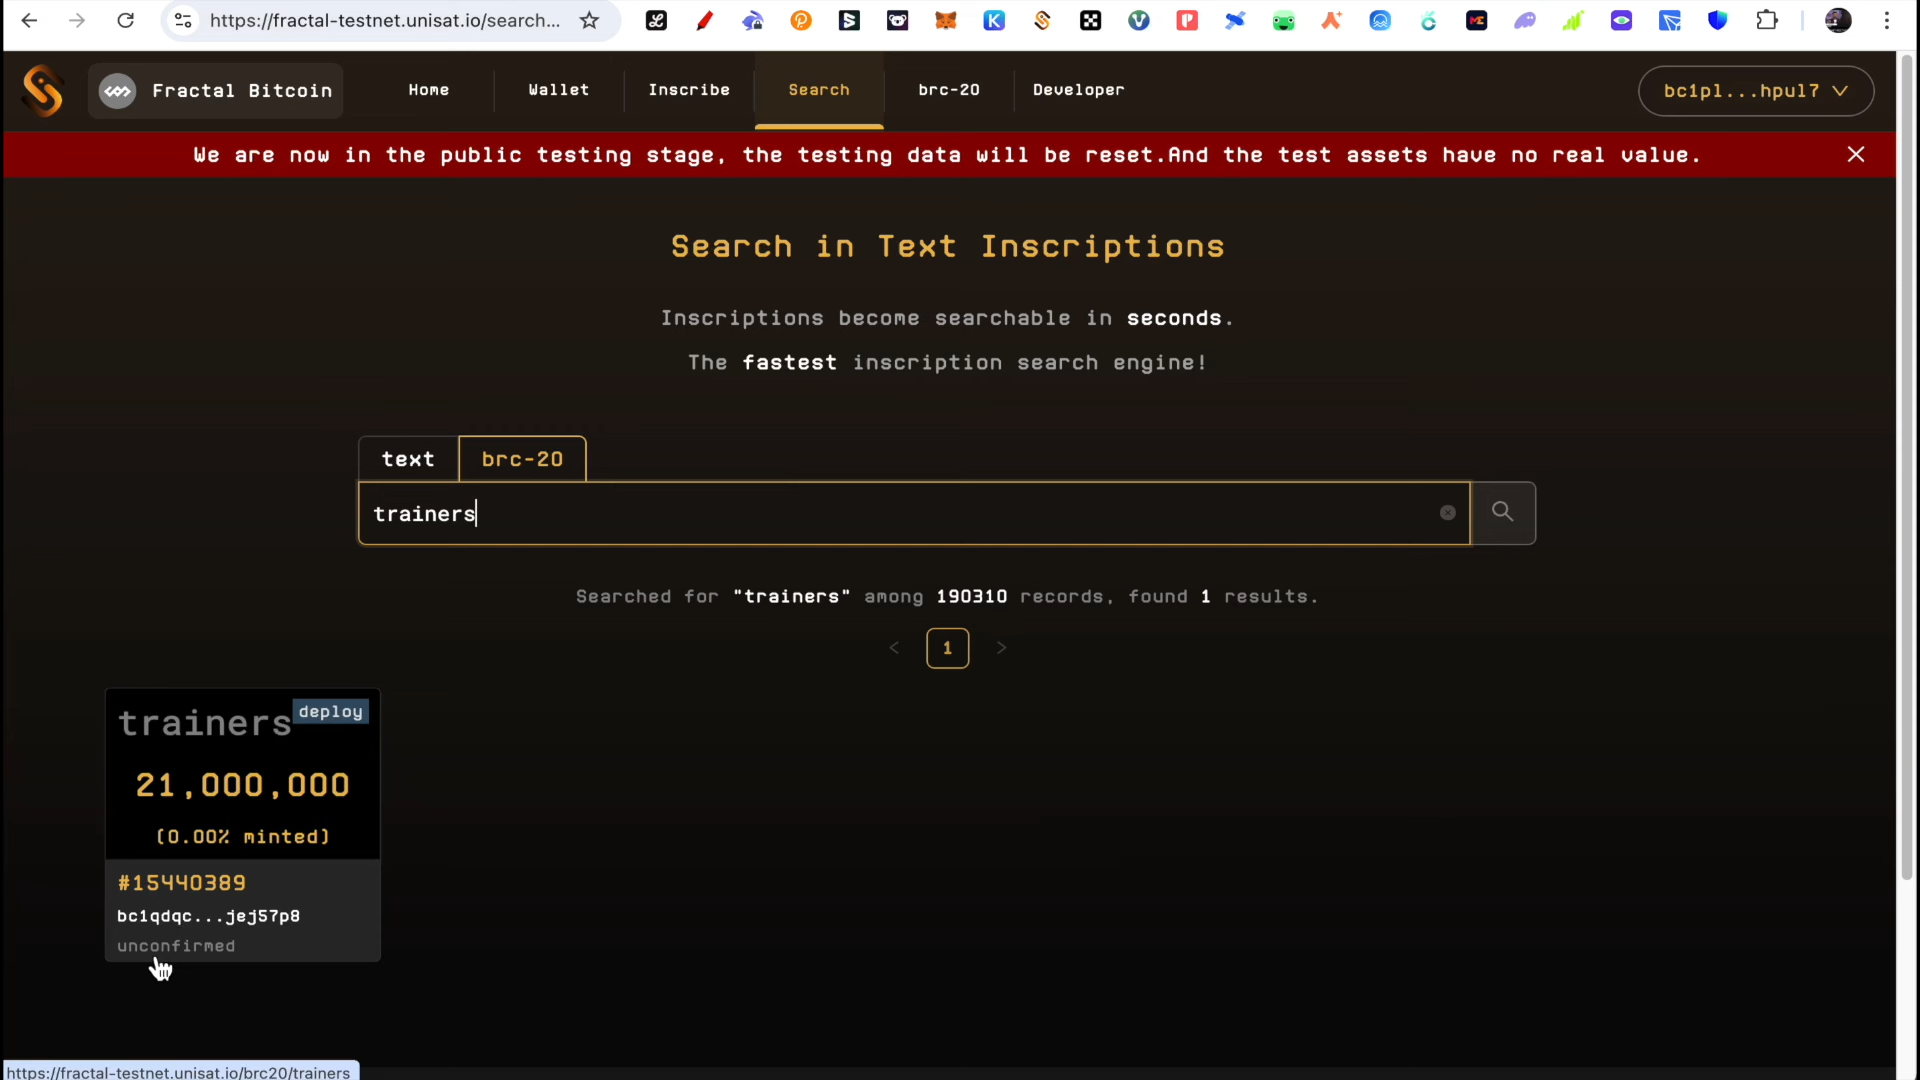 https://fractal-testnet.unisat.io/search...
Fractal Bitcoin
Home
Wallet
Inscribe
Search
brc-20
Developer
bc1pl...hpul7
We are now in the public testing stage, the testing data will be reset.And the test assets have no real value.
Search in Text Inscriptions
Inscriptions become searchable in seconds.
The fastest inscription search engine!
text
brc-20
trainers
Searched for "trainers" among 190310 records, found 1 results.
< 1 >
trainers
deploy
21,000,000
(0.00% minted)
#15440389
bc1qdqc...jej57p8
unconfirmed
https://fractal-testnet.unisat.io/brc20/trainers